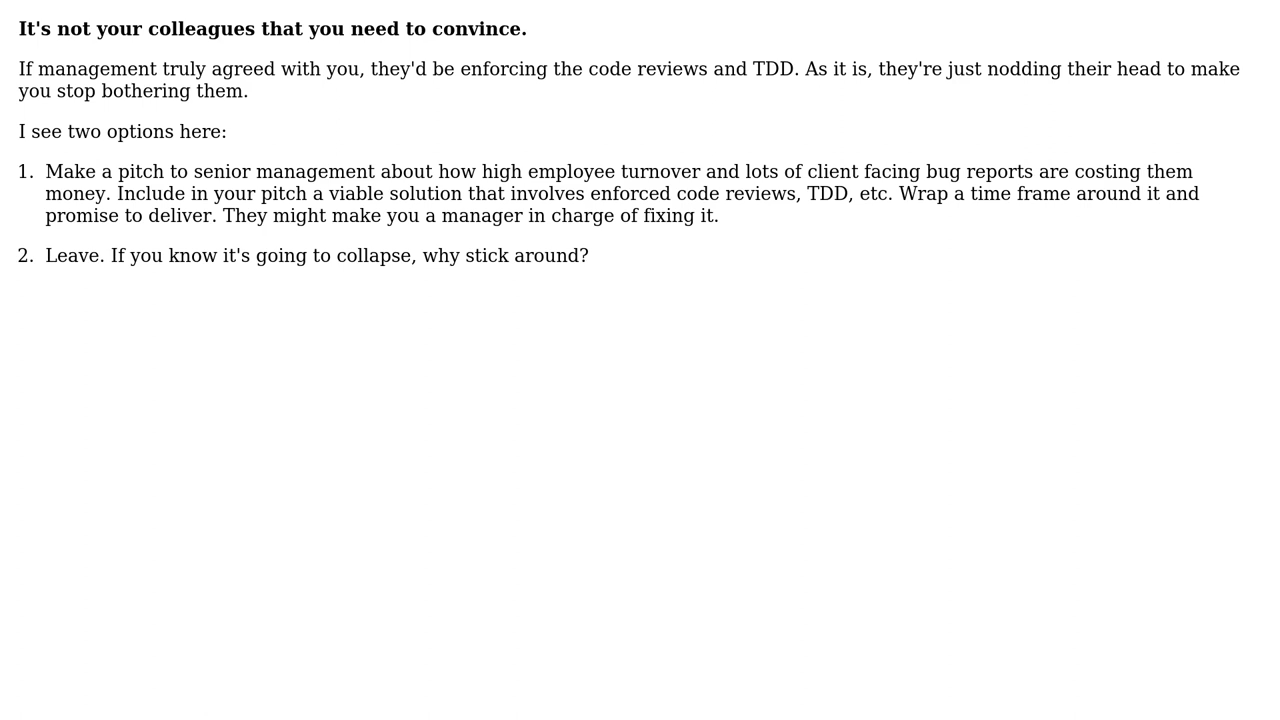 It's not your colleagues that you need to convince.
If management truly agreed with you, they'd be enforcing the code reviews and TDD. As it is, they're just nodding their head to make
you stop bothering them.
I see two options here:
1. Make a pitch to senior management about how high employee turnover and lots of client facing bug reports are costing them
money. Include in your pitch a viable solution that involves enforced code reviews, TDD, etc. Wrap a time frame around it and
promise to deliver. They might make you a manager in charge of fixing it.
2. Leave. If you know it's going to collapse, why stick around?